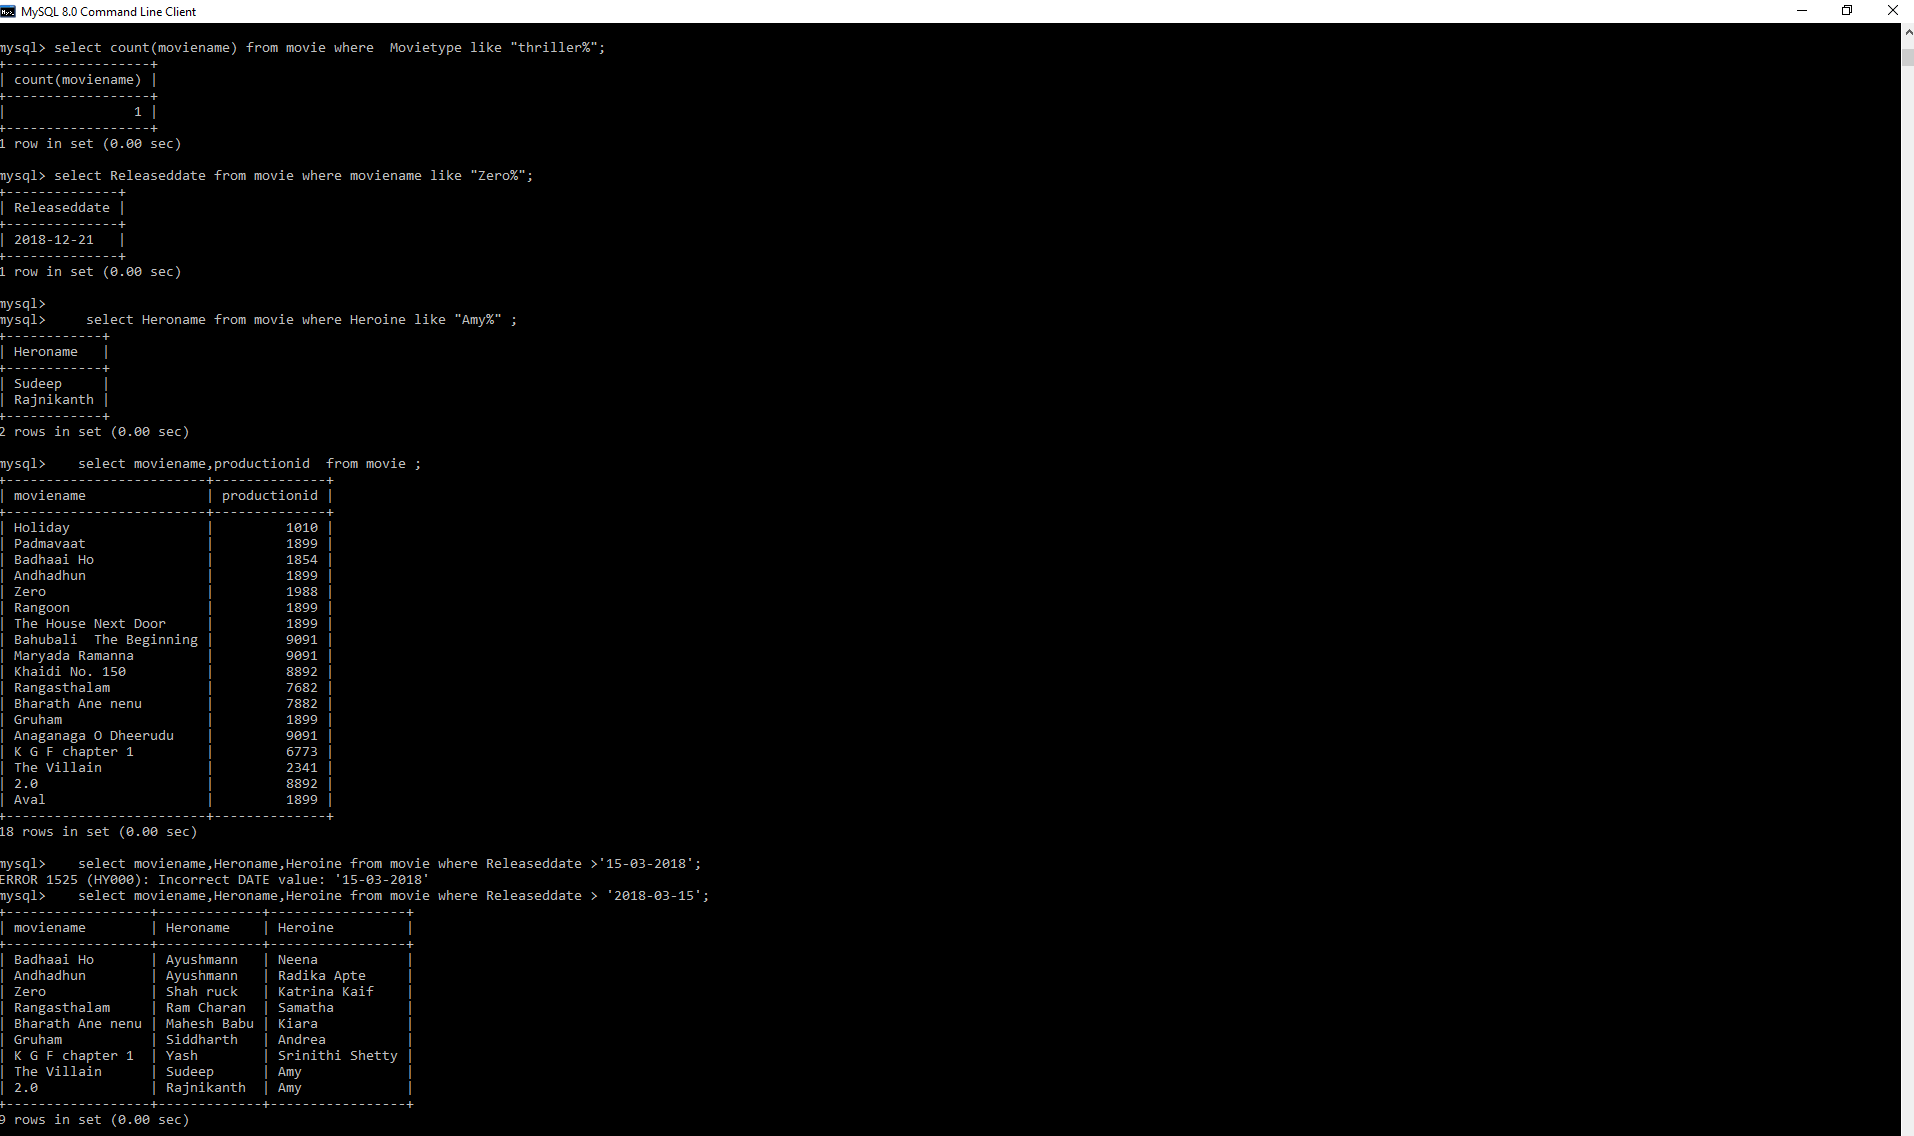 MySQL 8.0 Command Line Client
mysql> select count(moviename) from movie where  Movietype like "thriller%";
+------------------+
| count(moviename) |
+------------------+
|                1 |
+------------------+
1 row in set (0.00 sec)
mysql> select Releaseddate from movie where moviename like "Zero%";
+--------------+
| Releaseddate |
+--------------+
| 2018-12-21   |
+--------------+
1 row in set (0.00 sec)
mysql>
mysql>     select Heroname from movie where Heroine like "Amy%" ;
+------------+
| Heroname   |
+------------+
| Sudeep     |
| Rajnikanth |
+------------+
2 rows in set (0.00 sec)
mysql>    select moviename,productionid  from movie ;
+-------------------------+--------------+
| moviename               | productionid |
+-------------------------+--------------+
| Holiday                 |         1010 |
| Padmavaat               |         1899 |
| Badhaai Ho              |         1854 |
| Andhadhun               |         1899 |
| Zero                    |         1988 |
| Rangoon                 |         1899 |
| The House Next Door     |         1899 |
| Bahubali  The Beginning |         9091 |
| Maryada Ramanna         |         9091 |
| Khaidi No. 150          |         8892 |
| Rangasthalam            |         7682 |
| Bharath Ane nenu        |         7882 |
| Gruham                  |         1899 |
| Anaganaga O Dheerudu    |         9091 |
| K G F chapter 1         |         6773 |
| The Villain             |         2341 |
| 2.0                     |         8892 |
| Aval                    |         1899 |
+-------------------------+--------------+
18 rows in set (0.00 sec)
mysql>    select moviename,Heroname,Heroine from movie where Releaseddate >'15-03-2018';
ERROR 1525 (HY000): Incorrect DATE value: '15-03-2018'
mysql>    select moviename,Heroname,Heroine from movie where Releaseddate > '2018-03-15';
+------------------+-------------+-----------------+
| moviename        | Heroname    | Heroine         |
+------------------+-------------+-----------------+
| Badhaai Ho       | Ayushmann   | Neena           |
| Andhadhun        | Ayushmann   | Radika Apte     |
| Zero             | Shah ruck   | Katrina Kaif    |
| Rangasthalam     | Ram Charan  | Samatha         |
| Bharath Ane nenu | Mahesh Babu | Kiara           |
| Gruham           | Siddharth   | Andrea          |
| K G F chapter 1  | Yash        | Srinithi Shetty |
| The Villain      | Sudeep      | Amy             |
| 2.0              | Rajnikanth  | Amy             |
+------------------+-------------+-----------------+
9 rows in set (0.00 sec)